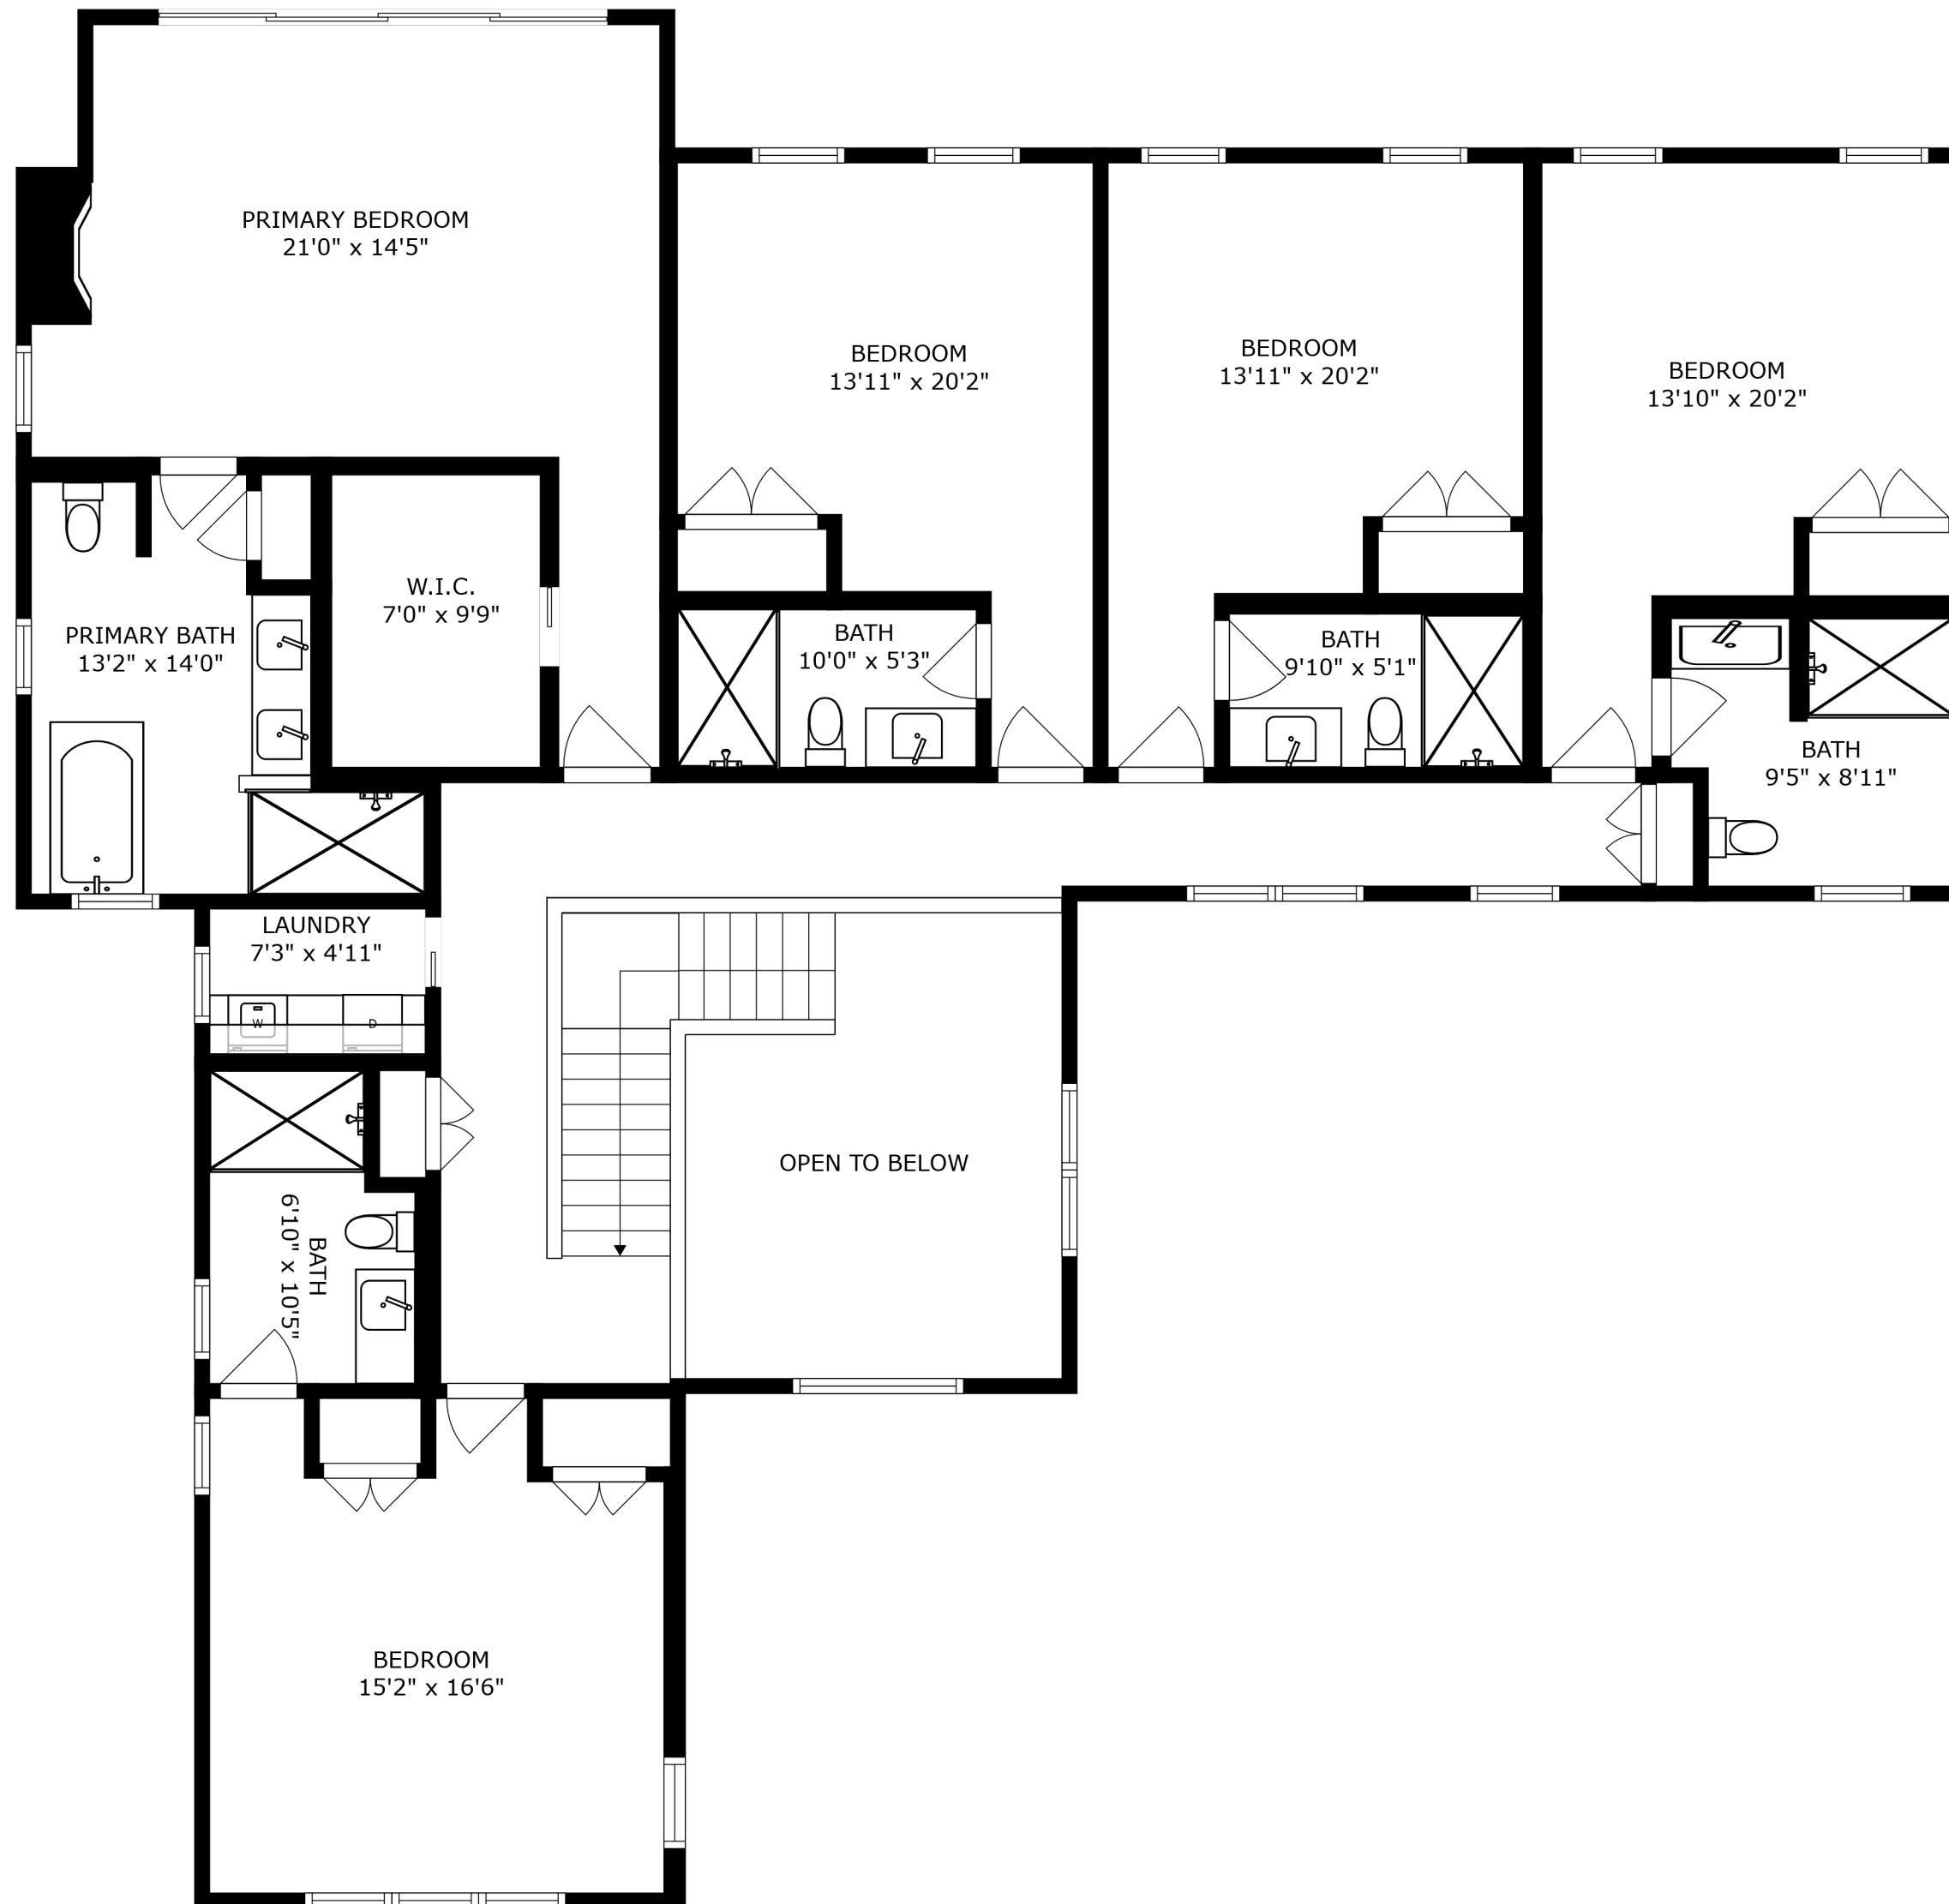 PRIMARY BEDROOM
21'0" x 14'5"
BEDROOM
13'11" x 20'2"
BEDROOM
13'11" x 20'2"
BEDROOM
13'10" x 20'2"
W.I.C.
7'0" x 9'9"
PRIMARY BATH
13'2" x 14'0"
BATH
10'0" x 5'3"
BATH
9'10" x 5'1"
BATH
9'5" x 8'11"
LAUNDRY
7'3" x 4'11"
W
D
OPEN TO BELOW
BATH
6'10" x 10'5"
BEDROOM
15'2" x 16'6"